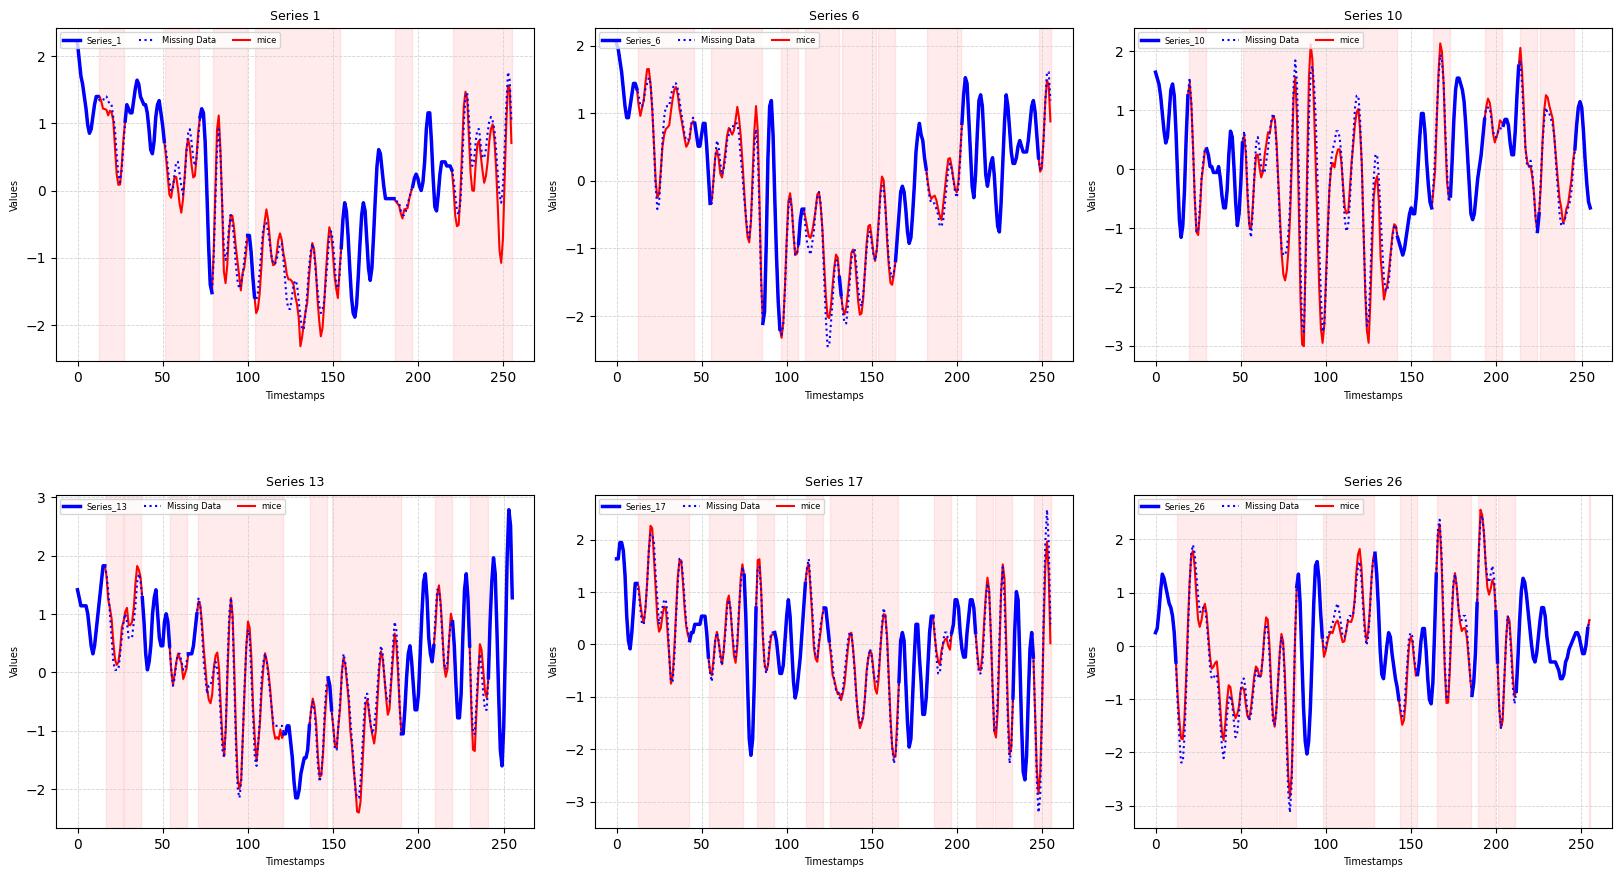 Series 1
Series_1 Missing Data mice
Values
2
1
0
−1
−2
0 50 100 150 200 250
Timestamps
Series 6
Series_6 Missing Data mice
Values
2
1
0
−1
−2
0 50 100 150 200 250
Timestamps
Series 10
Series_10 Missing Data mice
Values
2
1
0
−1
−2
−3
0 50 100 150 200 250
Timestamps
Series 13
Series_13 Missing Data mice
Values
3
2
1
0
−1
−2
0 50 100 150 200 250
Timestamps
Series 17
Series_17 Missing Data mice
Values
2
1
0
−1
−2
−3
0 50 100 150 200 250
Timestamps
Series 26
Series_26 Missing Data mice
Values
2
1
0
−1
−2
−3
0 50 100 150 200 250
Timestamps